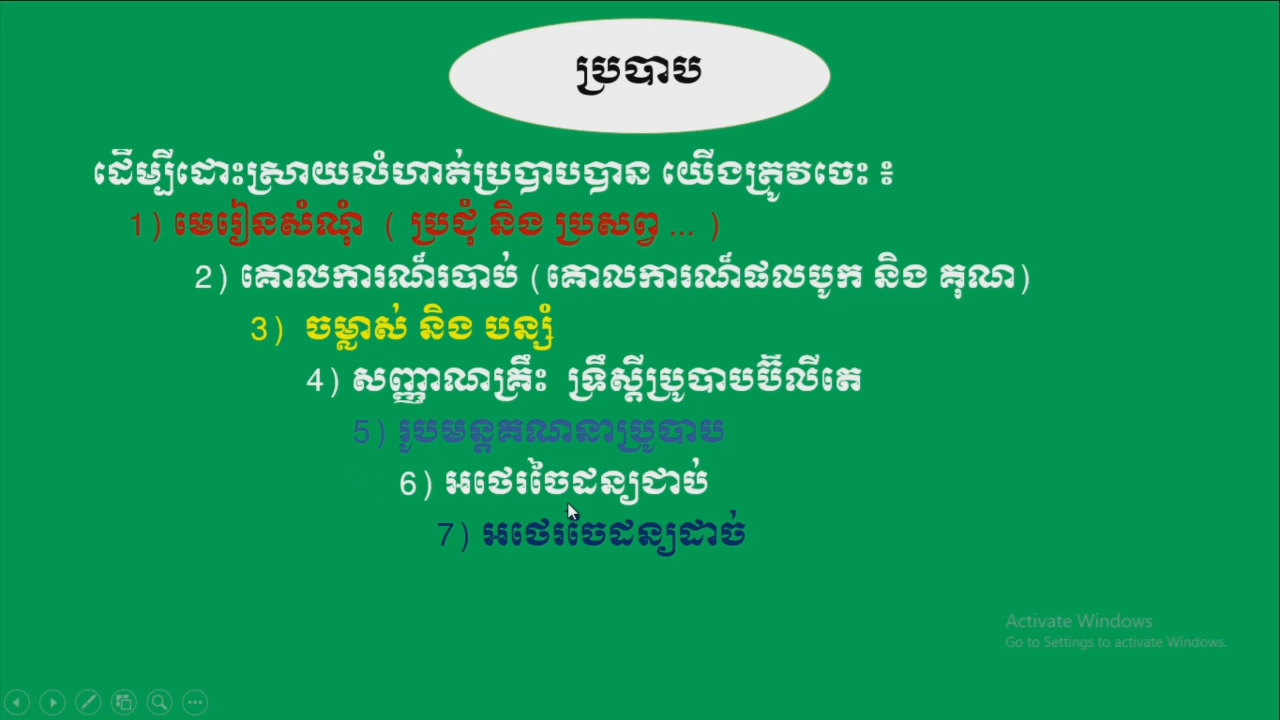 ប្រូបាប
ដើម្បីដោះស្រាយលំហាត់ប្រូបាបបាន យើងត្រូវចេះ ៖
1) មេរៀនសំណុំ ( ប្រជុំ និង ប្រសព្វ ... )
2) គោលការណ៍របាប់ (គោលការណ៍ផលបូក និង គុណ)
3) ចម្លាស់ និង បន្សំ
4) សញ្ញាណគ្រឹះ ទ្រឹស្តីប្រូបាបប៊ីលីតេ
5) រូបមន្តគណនាប្រូបាប
6) អថេរចៃដន្យជាប់
7) អថេរចៃដន្យដាច់
Activate Windows
Go to Settings to activate Windows.